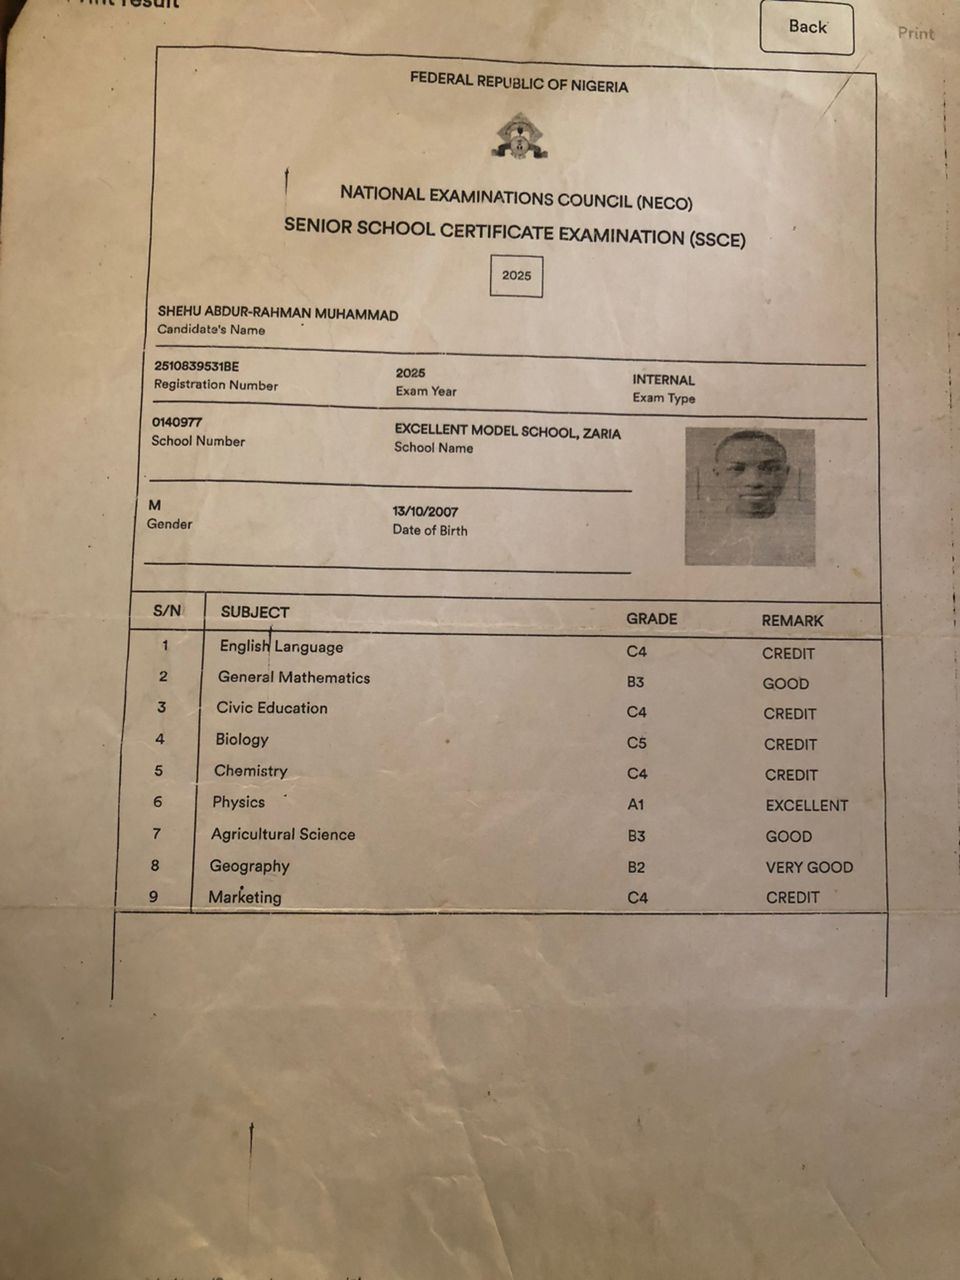 Print result
Back
Print
FEDERAL REPUBLIC OF NIGERIA
NATIONAL EXAMINATIONS COUNCIL (NECO)
SENIOR SCHOOL CERTIFICATE EXAMINATION (SSCE)
2025
SHEHU ABDUR-RAHMAN MUHAMMAD
Candidate's Name
2510839531BE 2025 INTERNAL
Registration Number Exam Year Exam Type
0140977 EXCELLENT MODEL SCHOOL, ZARIA
School Number School Name
M 13/10/2007
Gender Date of Birth
S/N SUBJECT GRADE REMARK
1 English Language C4 CREDIT
2 General Mathematics B3 GOOD
3 Civic Education C4 CREDIT
4 Biology C5 CREDIT
5 Chemistry C4 CREDIT
6 Physics A1 EXCELLENT
7 Agricultural Science B3 GOOD
8 Geography B2 VERY GOOD
9 Marketing C4 CREDIT